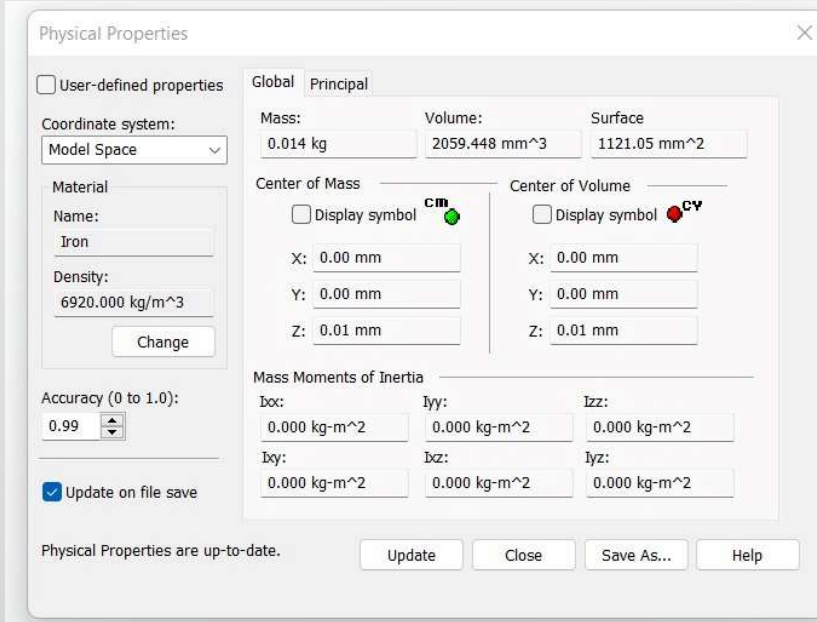 Physical Properties
User-defined properties
Coordinate system:
Model Space
Material
Name:
Iron
Density:
6920.000 kg/m^3
Change
Accuracy (0 to 1.0):
0.99
Update on file save
Physical Properties are up-to-date.
Global Principal
Mass: Volume: Surface
0.014 kg 2059.448 mm^3 1121.05 mm^2
Center of Mass
Display symbol cm
X: 0.00 mm
Y: 0.00 mm
Z: 0.01 mm
Center of Volume
Display symbol cv
X: 0.00 mm
Y: 0.00 mm
Z: 0.01 mm
Mass Moments of Inertia
Ixx: Iyy: Izz:
0.000 kg-m^2 0.000 kg-m^2 0.000 kg-m^2
Ixy: Ixz: Iyz:
0.000 kg-m^2 0.000 kg-m^2 0.000 kg-m^2
Update Close Save As... Help